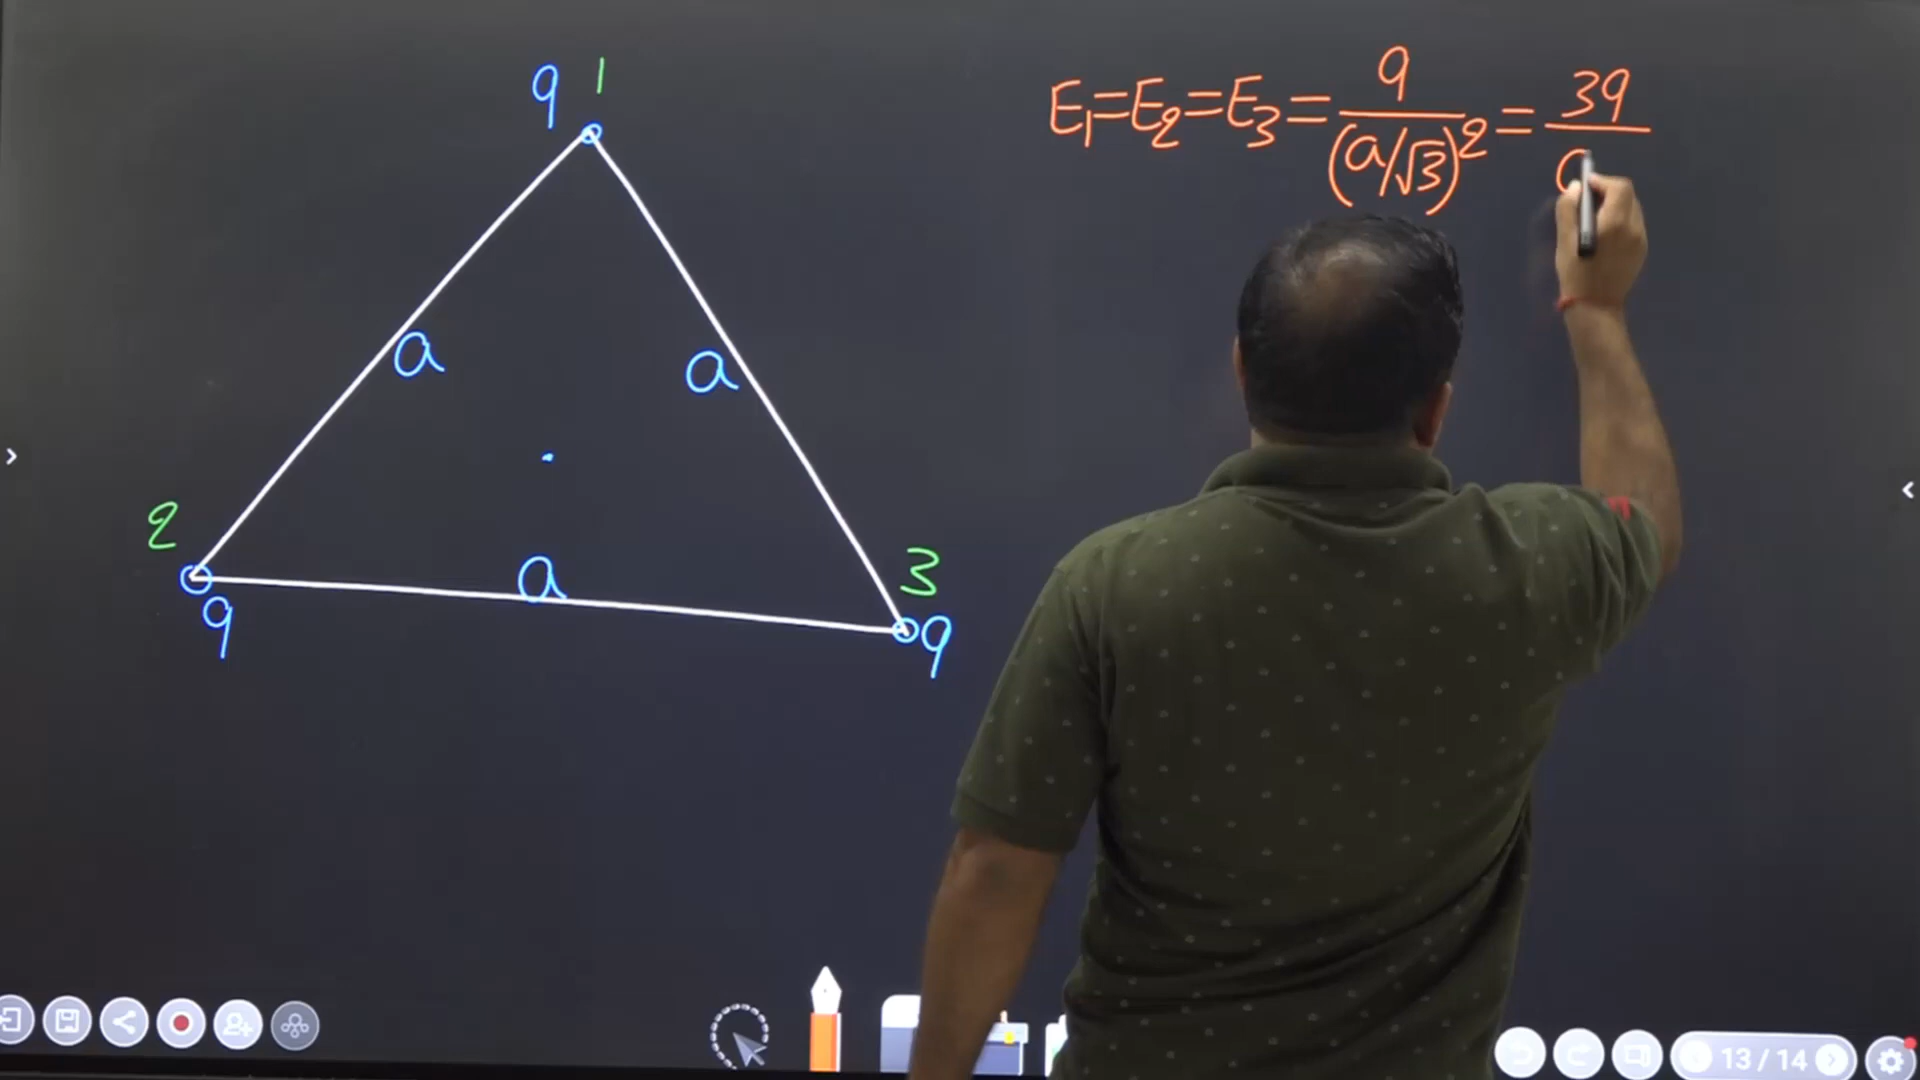 q 1
E₁=E₂=E₃= q/(a/√3)² = 3q/a
a
a
2
q
a
3
q
13 / 14